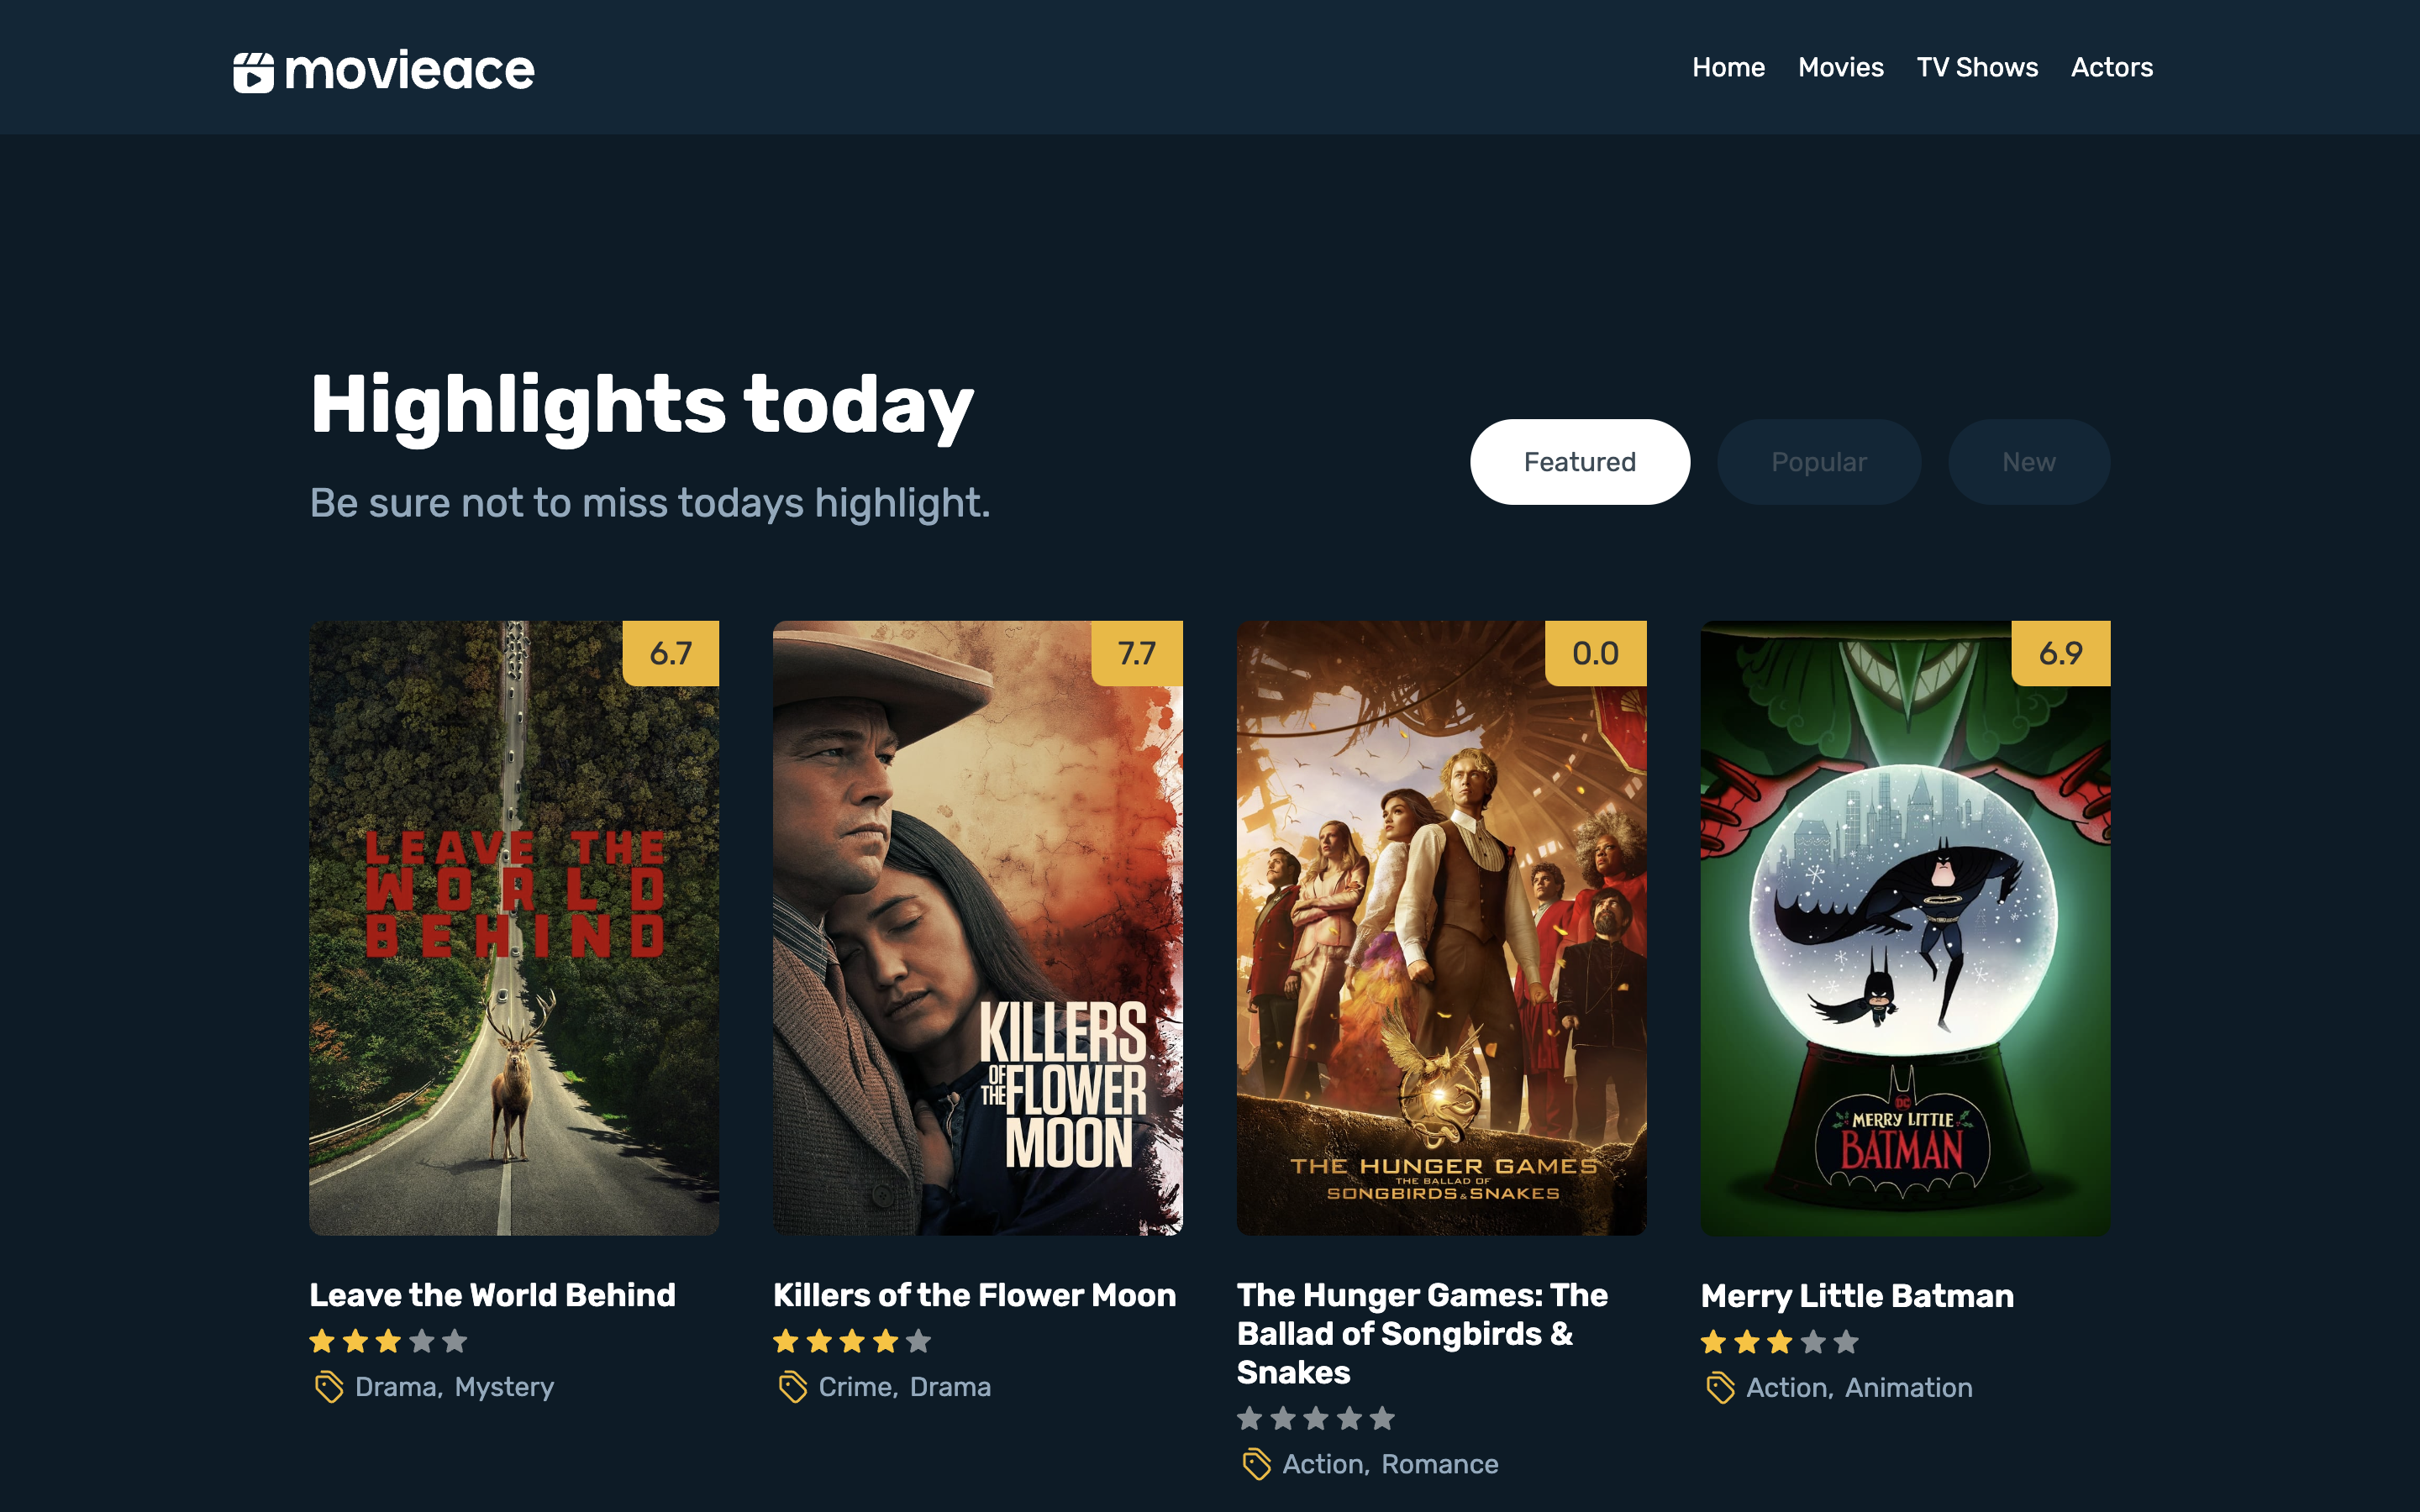 movieace
Home Movies TV Shows Actors
Highlights today
Be sure not to miss todays highlight.
Featured Popular New
6.7
LEAVE THE
WORLD
BEHIND
Leave the World Behind
Drama, Mystery
7.7
KILLERS
OF THE FLOWER
MOON
Killers of the Flower Moon
Crime, Drama
0.0
THE HUNGER GAMES
THE BALLAD OF
SONGBIRDS & SNAKES
The Hunger Games: The
Ballad of Songbirds &
Snakes
Action, Romance
6.9
DC
MERRY LITTLE
BATMAN
Merry Little Batman
Action, Animation